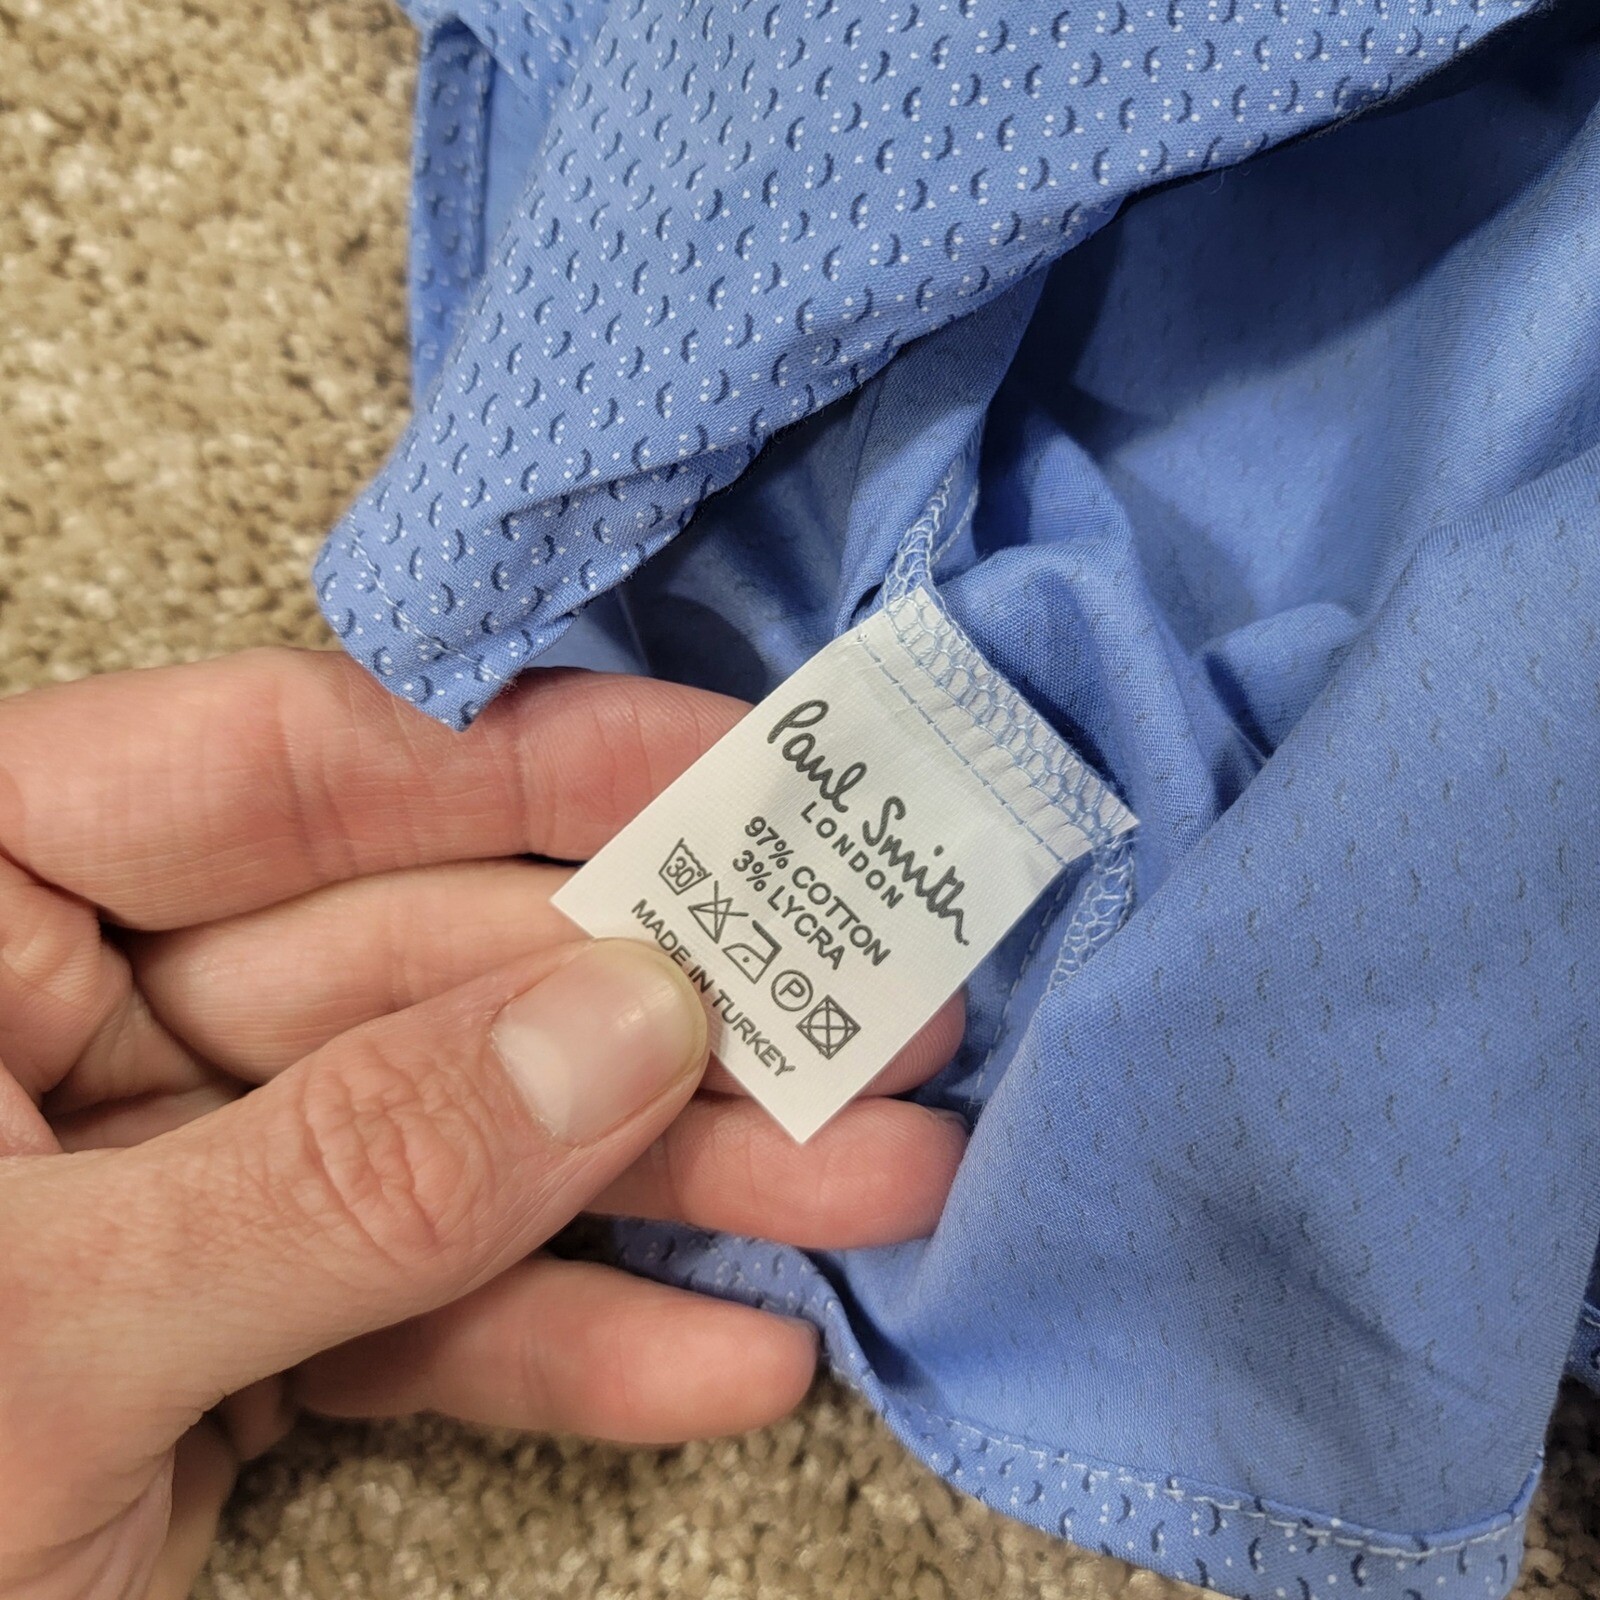 Paul Smith
LONDON
97% COTTON
3% LYCRA
30°
P
MADE IN TURKEY